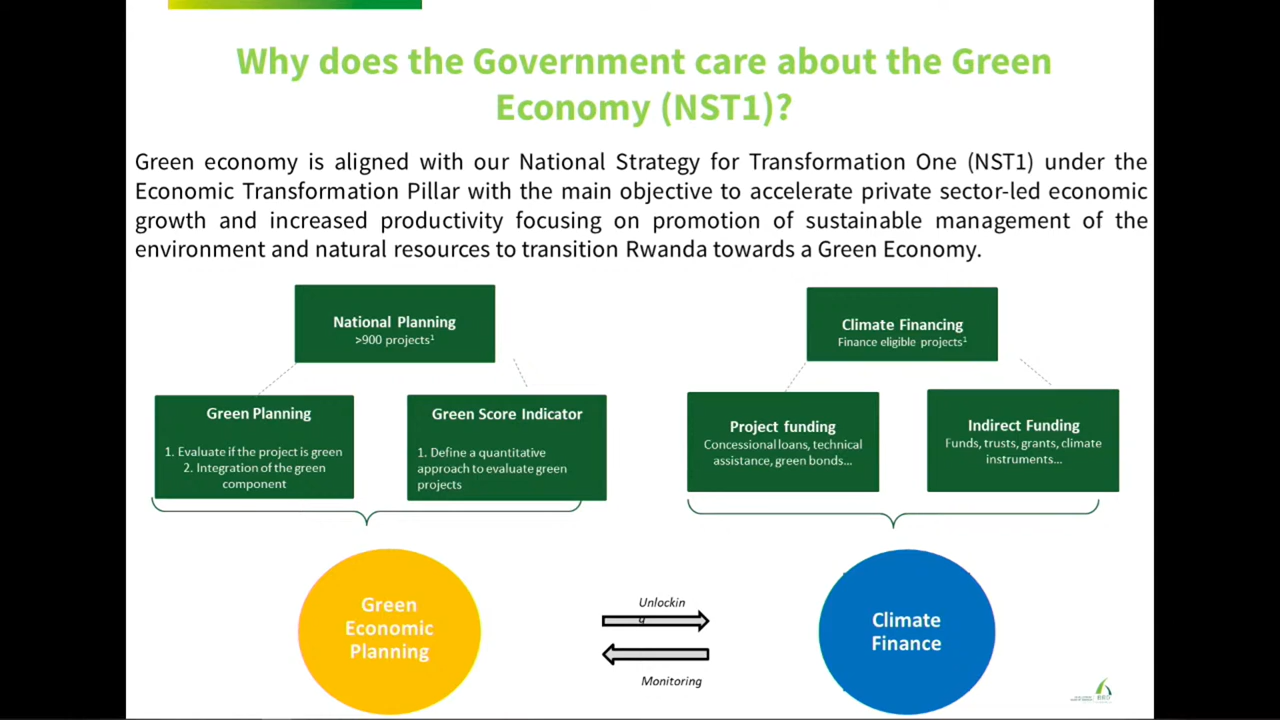 Why does the Government care about the Green
Economy (NST1)?
Green economy is aligned with our National Strategy for Transformation One (NST1) under the
Economic Transformation Pillar with the main objective to accelerate private sector-led economic
growth and increased productivity focusing on promotion of sustainable management of the
environment and natural resources to transition Rwanda towards a Green Economy.
National Planning
>900 projects¹
Green Planning
1. Evaluate if the project is green
2. Integration of the green
component
Green Score Indicator
1. Define a quantitative
approach to evaluate green
projects
Climate Financing
Finance eligible projects¹
Project funding
Concessional loans, technical
assistance, green bonds...
Indirect Funding
Funds, trusts, grants, climate
instruments...
Green
Economic
Planning
Unlockin
g
Monitoring
Climate
Finance